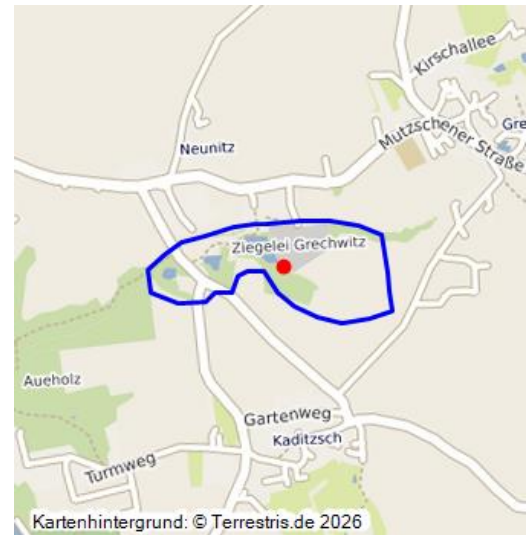 Kirschallee
Gre
Mutzschener Straße
Neunitz
Ziegelei Grechwitz
Aueholz
Gartenweg
Kaditzsch
Turmweg
Kartenhintergrund: © Terrestris.de 2026